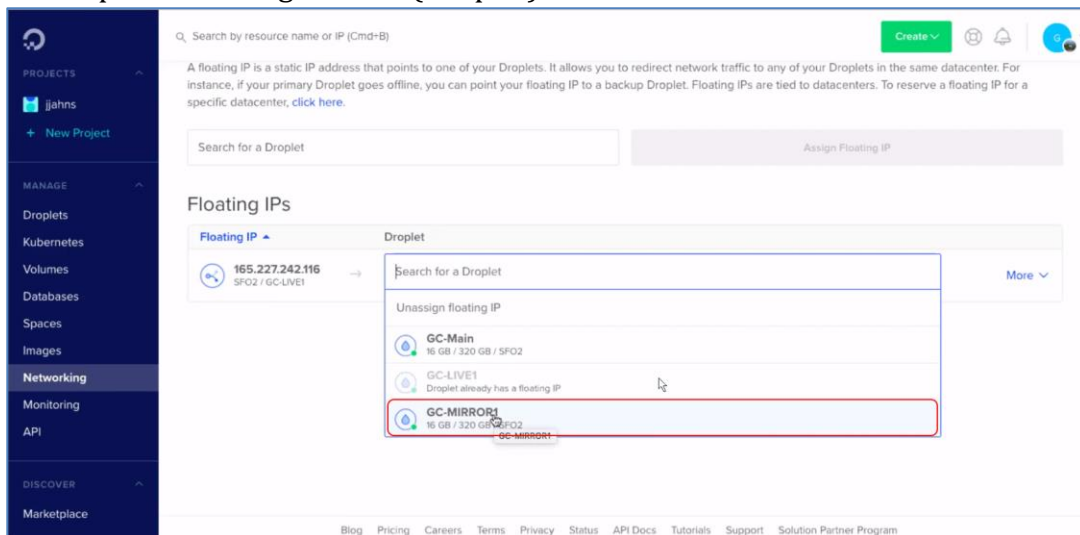 Search by resource name or IP (Cmd+B)
Create
G
A floating IP is a static IP address that points to one of your Droplets. It allows you to redirect network traffic to any of your Droplets in the same datacenter. For
instance, if your primary Droplet goes offline, you can point your floating IP to a backup Droplet. Floating IPs are tied to datacenters. To reserve a floating IP for a
specific datacenter, click here.
PROJECTS
jjahns
+ New Project
MANAGE
Droplets
Kubernetes
Volumes
Databases
Spaces
Images
Networking
Monitoring
API
DISCOVER
Marketplace
Search for a Droplet
Assign Floating IP
Floating IPs
Floating IP
Droplet
165.227.242.116
SFO2 / GC-LIVE1
→
Search for a Droplet
More
Unassign floating IP
GC-Main
16 GB / 320 GB / SFO2
GC-LIVE1
Droplet already has a floating IP
GC-MIRROR1
16 GB / 320 GB / SFO2
GC-MIRROR1
Blog Pricing Careers Terms Privacy Status API Docs Tutorials Support Solution Partner Program